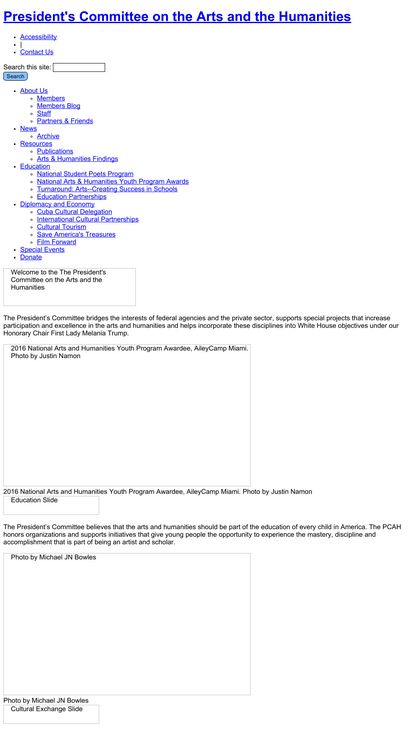 President's Committee on the Arts and the Humanities
Accessibility
|
Contact Us
Search this site:
Search
About Us
Members
Members Blog
Staff
Partners & Friends
News
Archive
Resources
Publications
Arts & Humanities Findings
Education
National Student Poets Program
National Arts & Humanities Youth Program Awards
Turnaround: Arts--Creating Success in Schools
Education Partnerships
Diplomacy and Economy
Cuba Cultural Delegation
International Cultural Partnerships
Cultural Tourism
Save America's Treasures
Film Forward
Special Events
Donate
Welcome to the The President's
Committee on the Arts and the
Humanities
The President's Committee bridges the interests of federal agencies and the private sector, supports special projects that increase
participation and excellence in the arts and humanities and helps incorporate these disciplines into White House objectives under our
Honorary Chair First Lady Melania Trump.
2016 National Arts and Humanities Youth Program Awardee, AileyCamp Miami.
Photo by Justin Namon
2016 National Arts and Humanities Youth Program Awardee, AileyCamp Miami. Photo by Justin Namon
Education Slide
The President's Committee believes that the arts and humanities should be part of the education of every child in America. The PCAH
honors organizations and supports initiatives that give young people the opportunity to experience the mastery, discipline and
accomplishment that is part of being an artist and scholar.
Photo by Michael JN Bowles
Photo by Michael JN Bowles
Cultural Exchange Slide